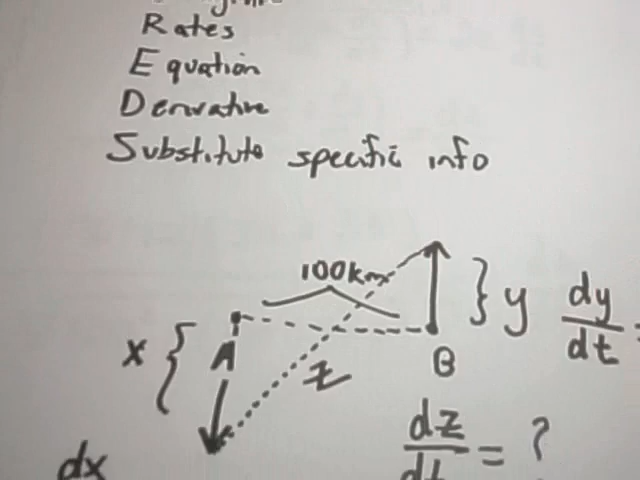 Rates
Equation
Derivative
Substitute specific info
100km
x
A
z
B
y
dy
dt
=
dz
dt
= ?
dx